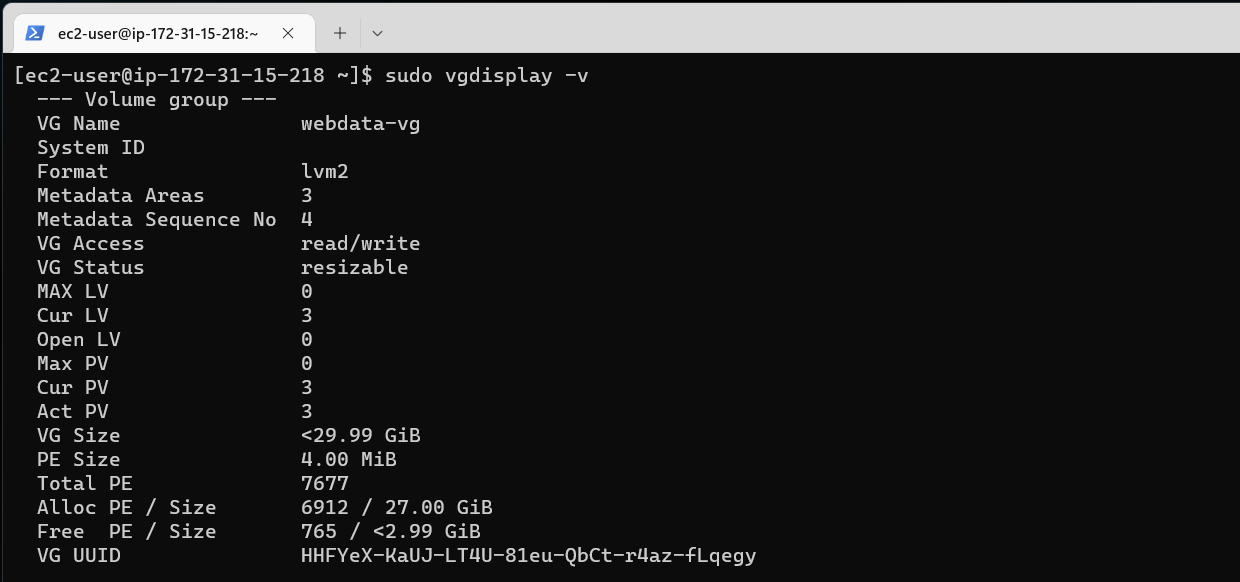 ec2-user@ip-172-31-15-218:~
[ec2-user@ip-172-31-15-218 ~]$ sudo vgdisplay -v
  --- Volume group ---
  VG Name               webdata-vg
  System ID
  Format                lvm2
  Metadata Areas        3
  Metadata Sequence No  4
  VG Access             read/write
  VG Status             resizable
  MAX LV                0
  Cur LV                3
  Open LV               0
  Max PV                0
  Cur PV                3
  Act PV                3
  VG Size               <29.99 GiB
  PE Size               4.00 MiB
  Total PE              7677
  Alloc PE / Size       6912 / 27.00 GiB
  Free  PE / Size       765 / <2.99 GiB
  VG UUID               HHFYeX-KaUJ-LT4U-81eu-QbCt-r4az-fLqegy